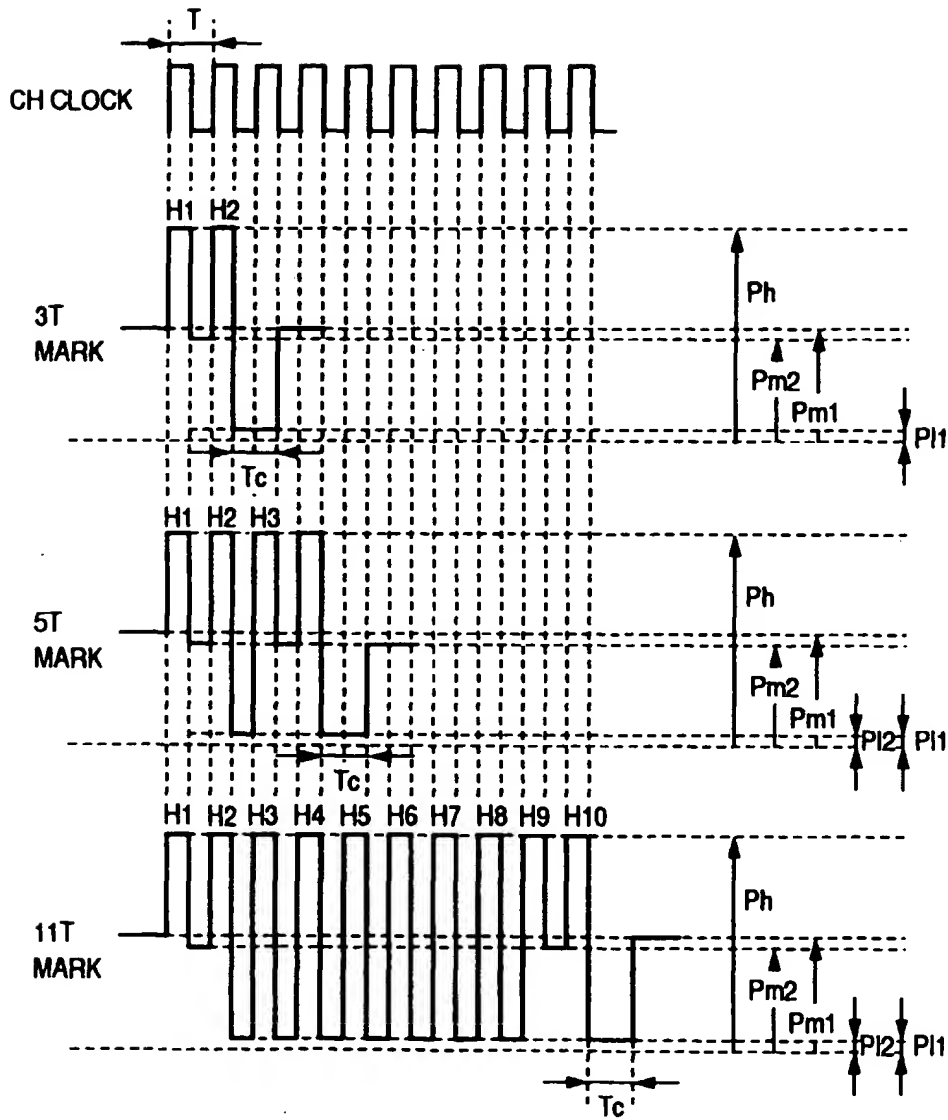 T
CH CLOCK
H1 H2
3T
MARK
Ph
Pm2
Pm1
Pl1
Tc
H1 H2 H3
5T
MARK
Ph
Pm2
Pm1
Pl2
Pl1
Tc
H1 H2 H3 H4 H5 H6 H7 H8 H9 H10
11T
MARK
Ph
Pm2
Pm1
Pl2
Pl1
Tc